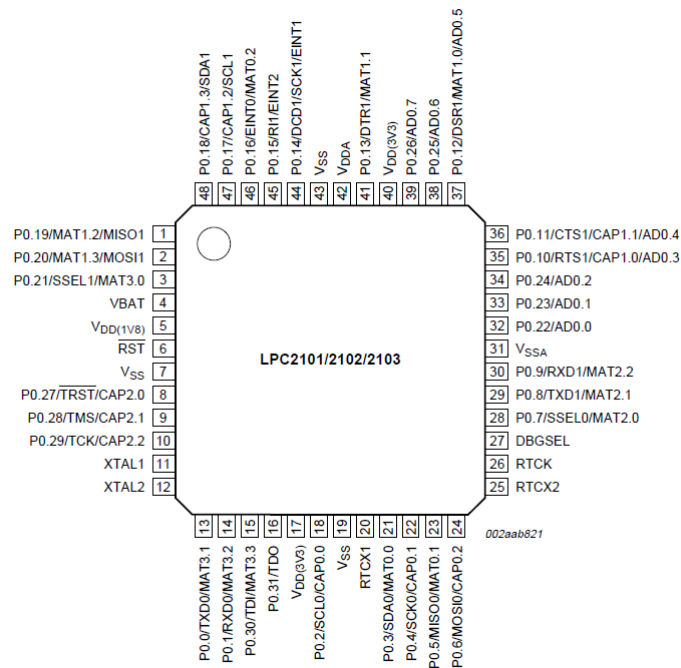 P0.18/CAP1.3/SDA1
P0.17/CAP1.2/SCL1
P0.16/EINT0/MAT0.2
P0.15/RI1/EINT2
P0.14/DCD1/SCK1/EINT1
VSS
VDDA
P0.13/DTR1/MAT1.1
VDD(3V3)
P0.26/AD0.7
P0.25/AD0.6
P0.12/DSR1/MAT1.0/AD0.5
48 47 46 45 44 43 42 41 40 39 38 37
P0.19/MAT1.2/MISO1 1
P0.20/MAT1.3/MOSI1 2
P0.21/SSEL1/MAT3.0 3
VBAT 4
VDD(1V8) 5
RST 6
VSS 7
P0.27/TRST/CAP2.0 8
P0.28/TMS/CAP2.1 9
P0.29/TCK/CAP2.2 10
XTAL1 11
XTAL2 12
LPC2101/2102/2103
36 P0.11/CTS1/CAP1.1/AD0.4
35 P0.10/RTS1/CAP1.0/AD0.3
34 P0.24/AD0.2
33 P0.23/AD0.1
32 P0.22/AD0.0
31 VSSA
30 P0.9/RXD1/MAT2.2
29 P0.8/TXD1/MAT2.1
28 P0.7/SSEL0/MAT2.0
27 DBGSEL
26 RTCK
25 RTCX2
13 14 15 16 17 18 19 20 21 22 23 24
P0.0/TXD0/MAT3.1
P0.1/RXD0/MAT3.2
P0.30/TDI/MAT3.3
P0.31/TDO
VDD(3V3)
P0.2/SCL0/CAP0.0
VSS
RTCX1
P0.3/SDA0/MAT0.0
P0.4/SCK0/CAP0.1
P0.5/MISO0/MAT0.1
P0.6/MOSI0/CAP0.2
002aab821